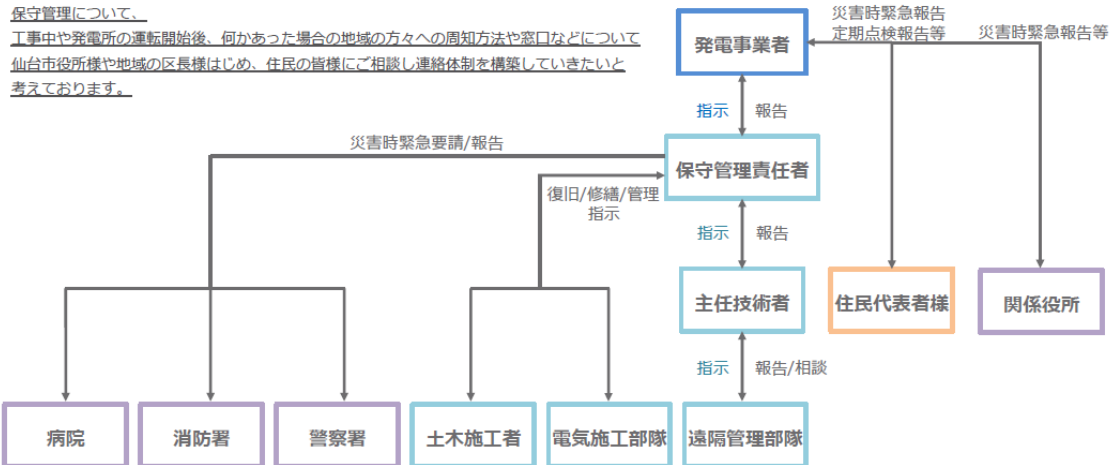 保守管理について、
工事中や発電所の運転開始後、何かあった場合の地域の方々への周知方法や窓口などについて
仙台市役所様や地域の区長様はじめ、住民の皆様にご相談し連絡体制を構築していきたいと
考えております。
発電事業者
災害時緊急報告
定期点検報告等
災害時緊急報告等
指示
報告
災害時緊急要請/報告
保守管理責任者
復旧/修繕/管理
指示
指示
報告
主任技術者
住民代表者様
関係役所
指示
報告/相談
病院
消防署
警察署
土木施工者
電気施工部隊
遠隔管理部隊